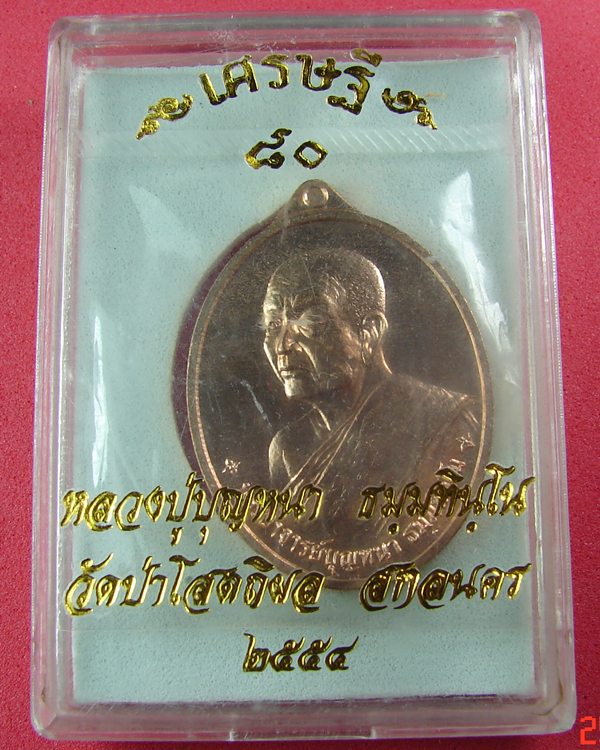 เศรษฐี
๘๐
หลวงปู่บุญหนา ธมฺมทินฺโน
วัดป่าโสตถิผล สกลนคร
๒๕๕๔